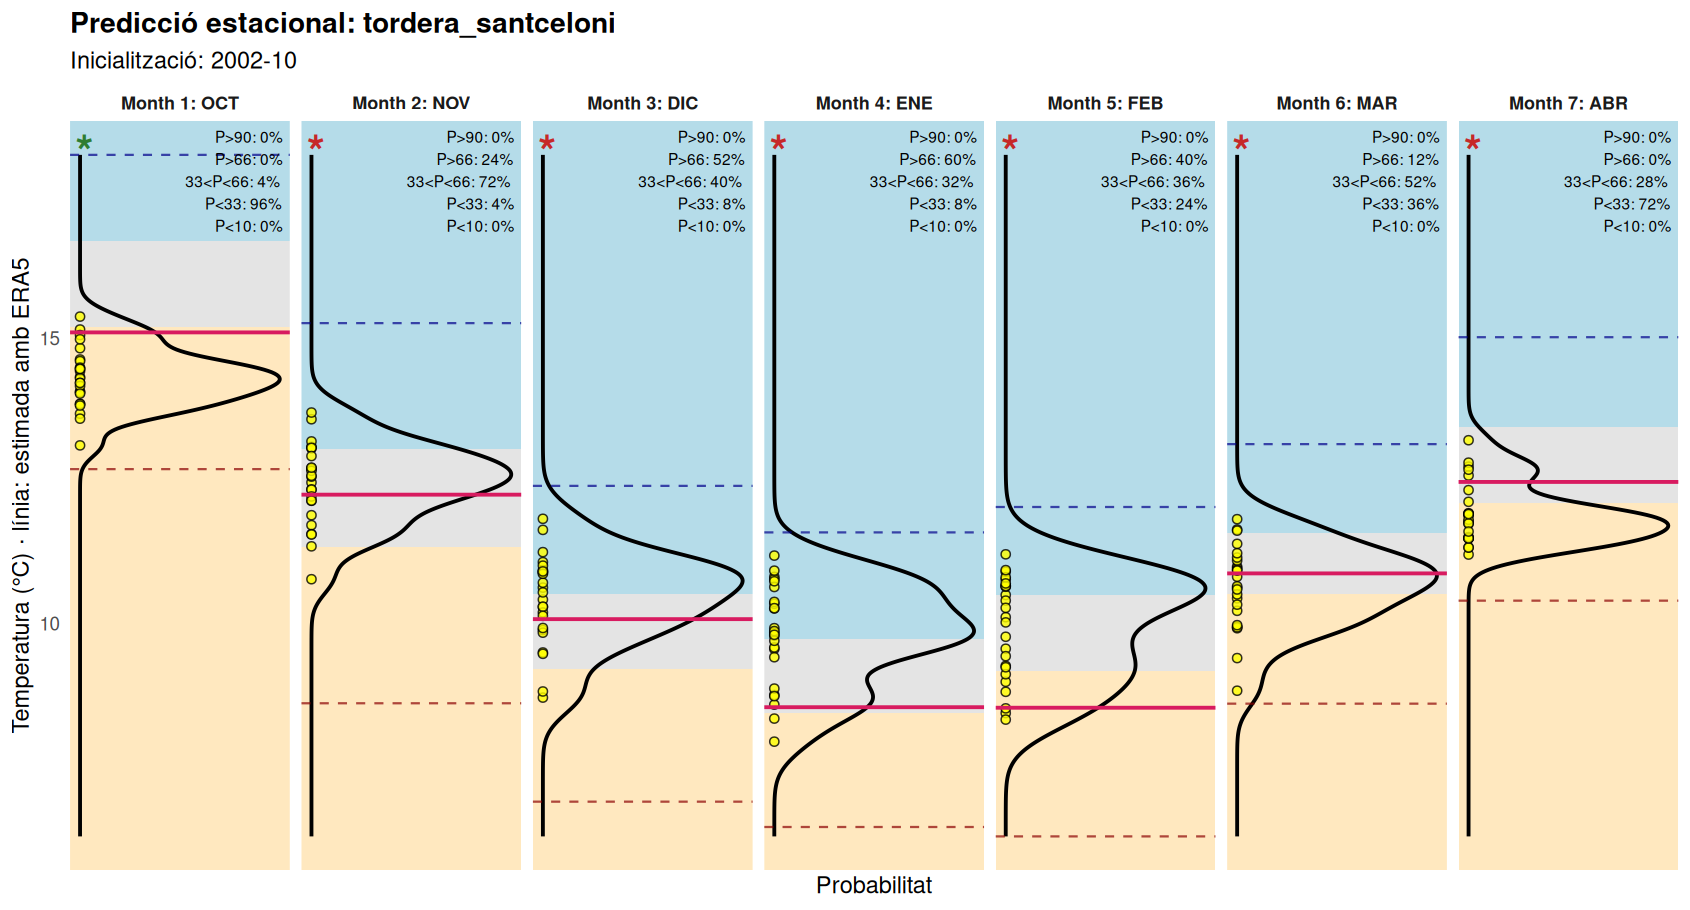 Predicció estacional: tordera_santceloni
Inicialització: 2002-10
Month 1: OCT
Month 2: NOV
Month 3: DIC
Month 4: ENE
Month 5: FEB
Month 6: MAR
Month 7: ABR
*
P>90: 0%
P>66: 0%
33<P<66: 4%
P<33: 96%
P<10: 0%
*
P>90: 0%
P>66: 24%
33<P<66: 72%
P<33: 4%
P<10: 0%
*
P>90: 0%
P>66: 52%
33<P<66: 40%
P<33: 8%
P<10: 0%
*
P>90: 0%
P>66: 60%
33<P<66: 32%
P<33: 8%
P<10: 0%
*
P>90: 0%
P>66: 40%
33<P<66: 36%
P<33: 24%
P<10: 0%
*
P>90: 0%
P>66: 12%
33<P<66: 52%
P<33: 36%
P<10: 0%
*
P>90: 0%
P>66: 0%
33<P<66: 28%
P<33: 72%
P<10: 0%
Temperatura (°C) · línia: estimada amb ERA5
15
10
Probabilitat